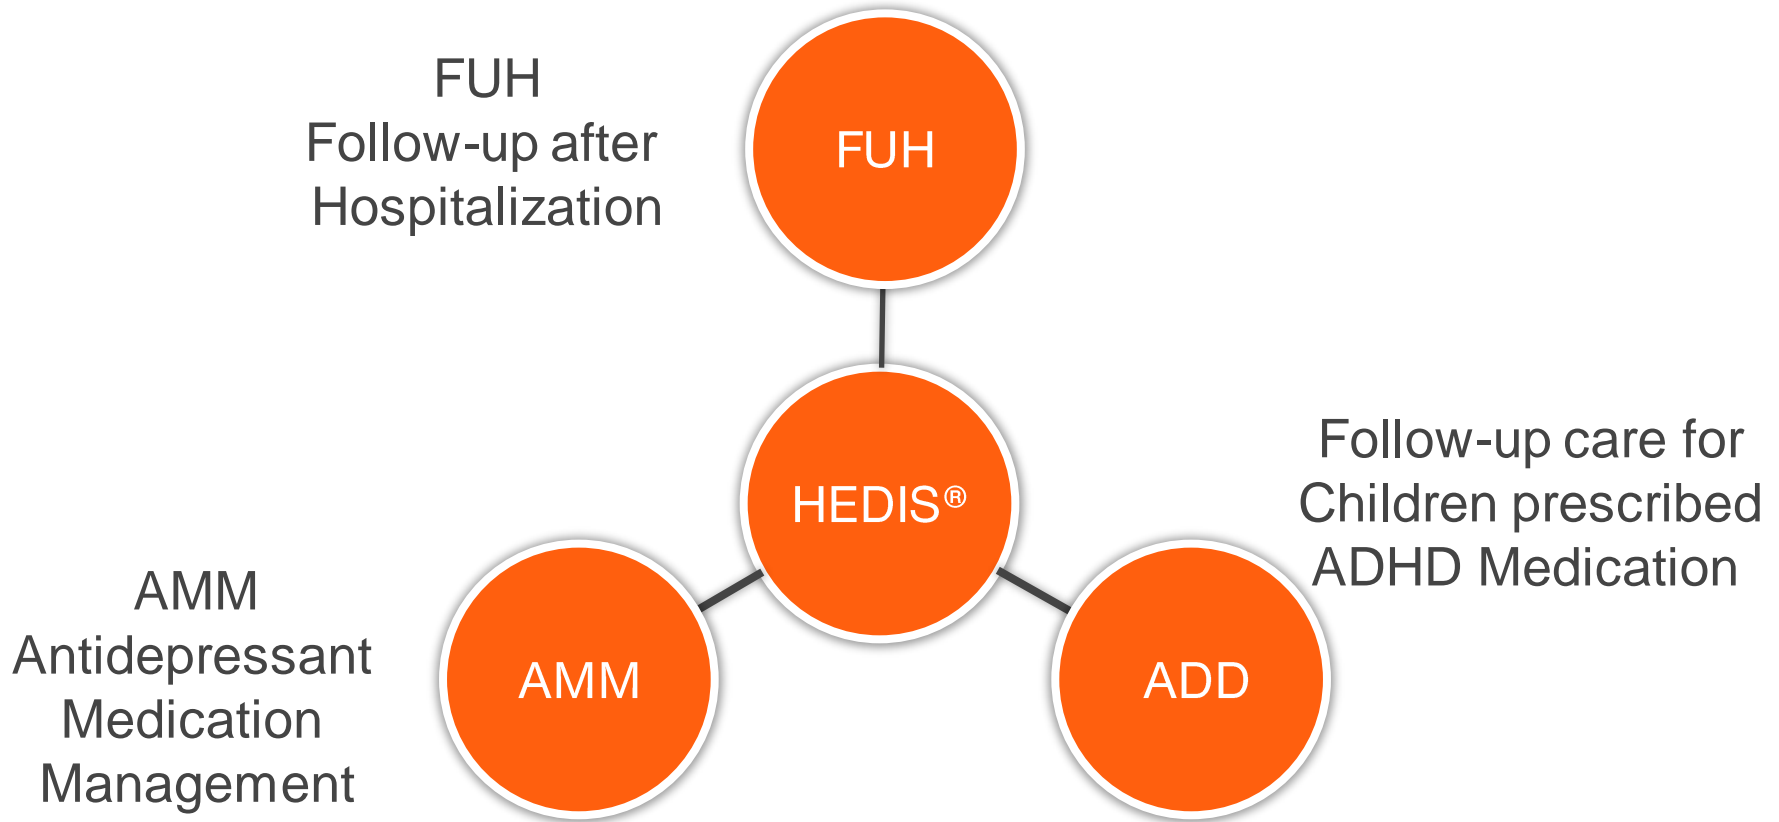 FUH
Follow-up after
Hospitalization
FUH
HEDIS®
Follow-up care for
Children prescribed
ADHD Medication
AMM
Antidepressant
Medication
Management
AMM
ADD